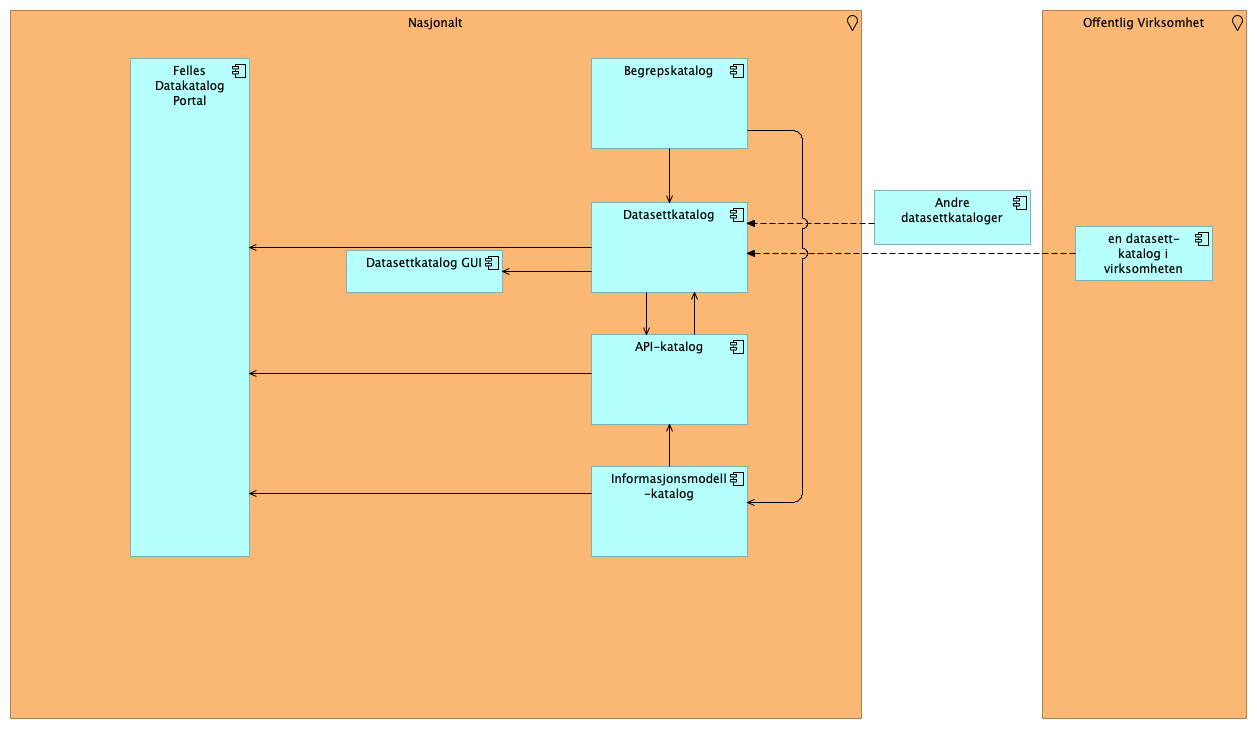 Nasjonalt
Offentlig Virksomhet
Felles
Datakatalog
Portal
Begrepskatalog
Datasettkatalog
Andre
datasettkataloger
en datasett-
katalog i
virksomheten
Datasettkatalog GUI
API-katalog
Informasjonsmodell
-katalog